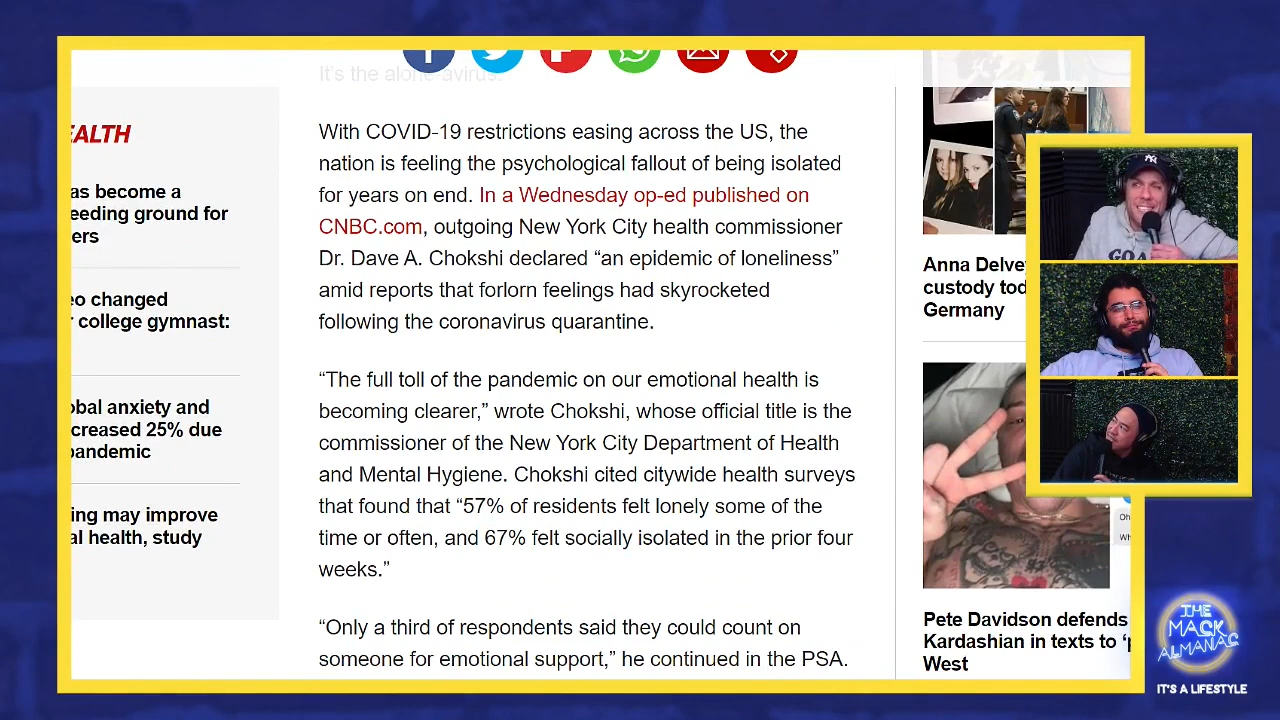 It's the alone-avirus.
EALTH
as become a
eeding ground for
ers
eo changed
college gymnast:
obal anxiety and
creased 25% due
pandemic
ing may improve
al health, study
With COVID-19 restrictions easing across the US, the
nation is feeling the psychological fallout of being isolated
for years on end. In a Wednesday op-ed published on
CNBC.com, outgoing New York City health commissioner
Dr. Dave A. Chokshi declared “an epidemic of loneliness”
amid reports that forlorn feelings had skyrocketed
following the coronavirus quarantine.
“The full toll of the pandemic on our emotional health is
becoming clearer,” wrote Chokshi, whose official title is the
commissioner of the New York City Department of Health
and Mental Hygiene. Chokshi cited citywide health surveys
that found that “57% of residents felt lonely some of the
time or often, and 67% felt socially isolated in the prior four
weeks.”
“Only a third of respondents said they could count on
someone for emotional support,” he continued in the PSA.
Anna Delve
custody tod
Germany
Oh
Wh
Pete Davidson defends
Kardashian in texts to ‘p
West
GOA
THE
MACK
ALMANAC
IT'S A LIFESTYLE